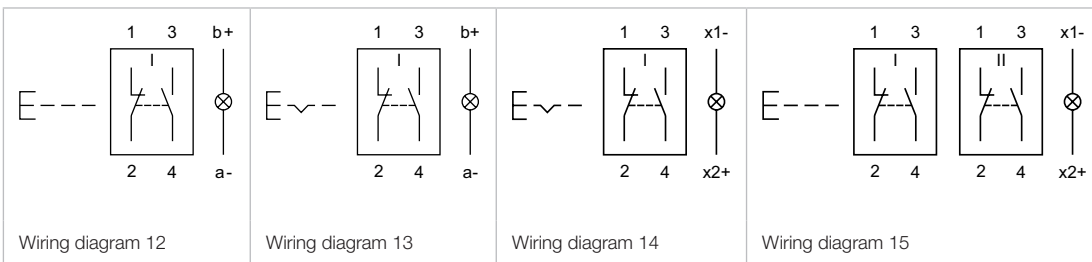 1 3 b+
I
2 4 a-
Wiring diagram 12
1 3 b+
I
2 4 a-
Wiring diagram 13
1 3 x1-
I
2 4 x2+
Wiring diagram 14
1 3 1 3 x1-
I II
2 4 2 4 x2+
Wiring diagram 15